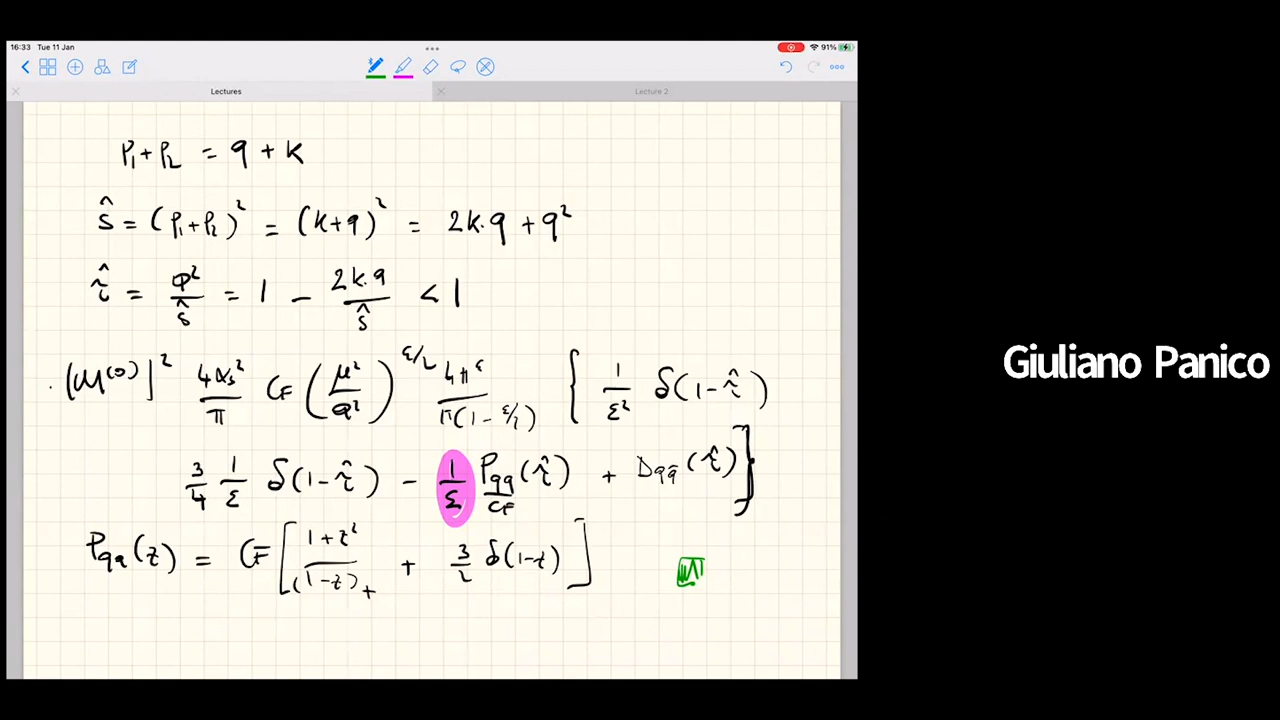 16:33 Tue 11 Jan
91%
Lectures
Lecture 2
p₁+p₂ = q + k
ŝ = (p₁+p₂)² = (k+q)² = 2k·q + q²
τ̂ = Q²/ŝ = 1 − 2k·q/ŝ < 1
|M⁽⁰⁾|² 4αs²/π CF (μ²/Q²)^(ε/2) 4π^ε/Γ(1−ε/2) { 1/ε² δ(1−τ̂)
3/4 1/ε δ(1−τ̂) − 1/ε Pqq(τ̂)/CF + Dqq̄(τ̂) }
Pqq(z) = CF [ 1+z²/(1−z)₊ + 3/2 δ(1−z) ]
Giuliano Panico